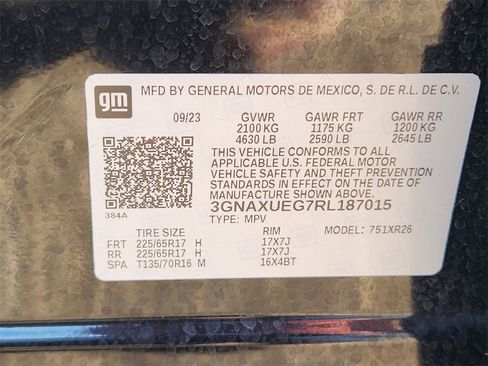 gm
MFD BY GENERAL MOTORS DE MEXICO, S. DE R.L. DE C.V.
09/23 GVWR GAWR FRT GAWR RR
2100 KG 1175 KG 1200 KG
4630 LB 2590 LB 2645 LB
THIS VEHICLE CONFORMS TO ALL
APPLICABLE U.S. FEDERAL MOTOR
VEHICLE SAFETY AND THEFT
PREVENTION STANDARDS IN EFFECT
ON THE DATE OF MANUFACTURE
SHOWN ABOVE.
384A
3GNAXUEG7RL187015
TYPE: MPV
TIRE SIZE RIM MODEL: 751XR26
FRT 225/65R17 H 17X7J
RR 225/65R17 H 17X7J
SPA T135/70R16 M 16X4BT